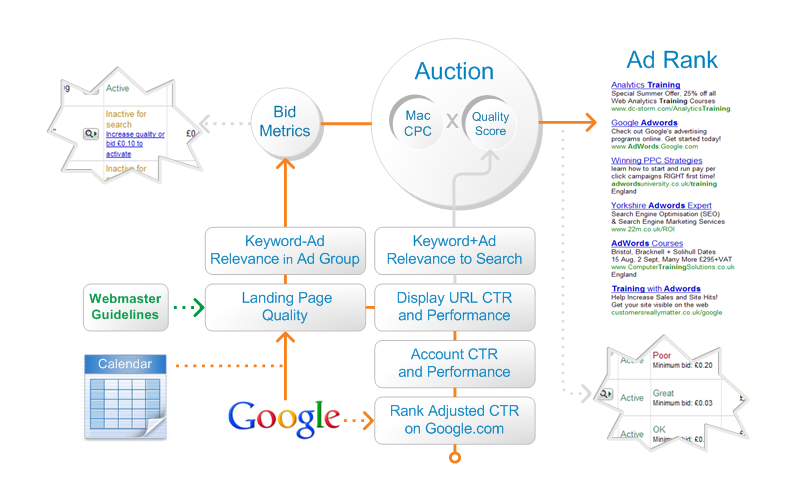 Active
Inactive for
search
Increase quality or
bid £0.10 to
activate
Inactive for
Bid
Metrics
Auction
Mac
CPC
X
Quality
Score
Ad Rank
Analytics Training
Special Summer Offer, 25% off all
Web Analytics Training Courses
www.dc-storm.com/AnalyticsTraining
Google Adwords
Check out Google's advertising
programs online. Get started today!
www.AdWords.Google.com
Winning PPC Strategies
learn how to start and run pay per
click campaigns RIGHT first time!
adwordsuniversity.co.uk/training
England
Yorkshire Adwords Expert
Search Engine Optimisation (SEO)
& Search Engine Marketing Services
www.22m.co.uk/ROI
AdWords Courses
Bristol, Bracknell + Solihull Dates
15 Aug, 2 Sept, Many More £295+VAT
www.ComputerTrainingSolutions.co.uk
England
Training with Adwords
Help Increase Sales and Site Hits!
Get your site visible on the web
customersreallymatter.co.uk/google
Keyword-Ad
Relevance in Ad Group
Keyword+Ad
Relevance to Search
Webmaster
Guidelines
Landing Page
Quality
Display URL CTR
and Performance
Calendar
Account CTR
and Performance
Google
Rank Adjusted CTR
on Google.com
Active
Poor
Minimum bid: £0.20
Active
Great
Minimum bid: £0.03
Active
OK
Minimum bid: £0.